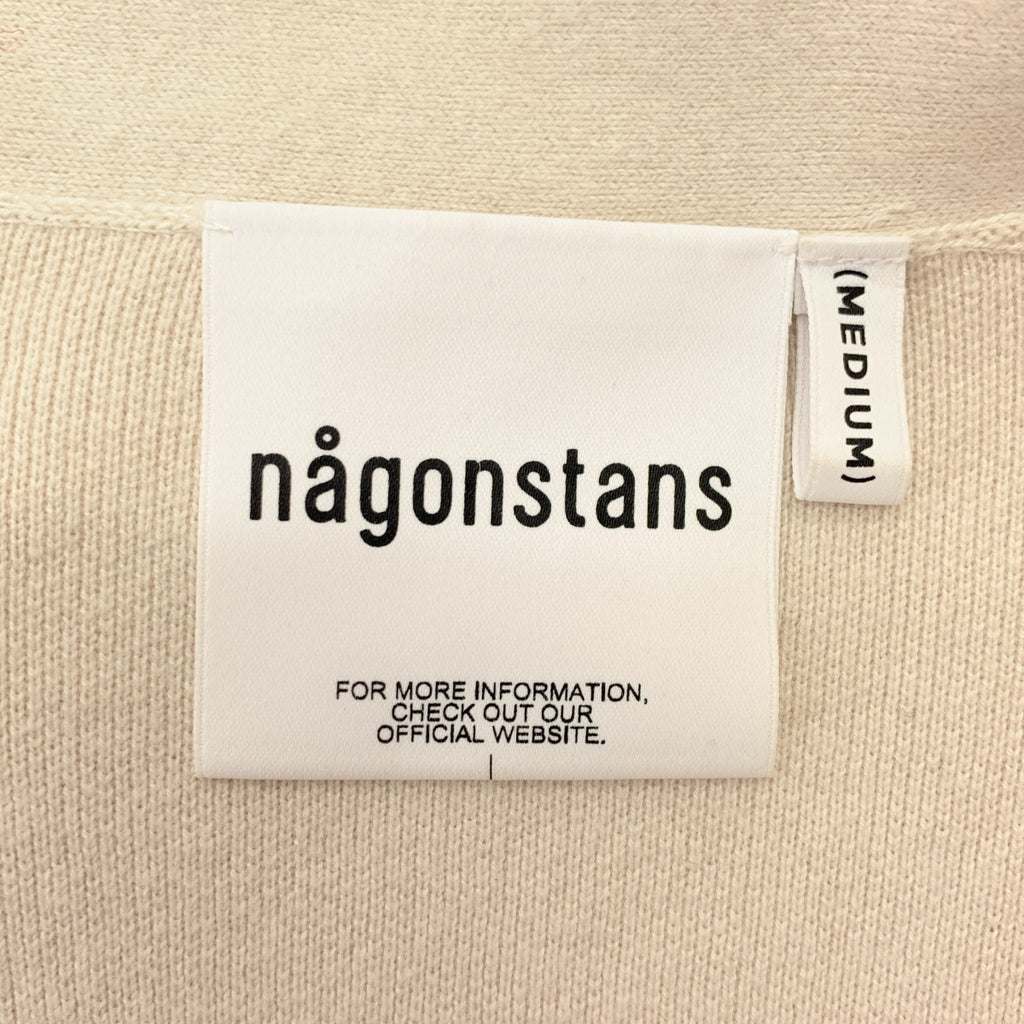 någonstans
FOR MORE INFORMATION,
CHECK OUT OUR
OFFICIAL WEBSITE.
(MEDIUM)